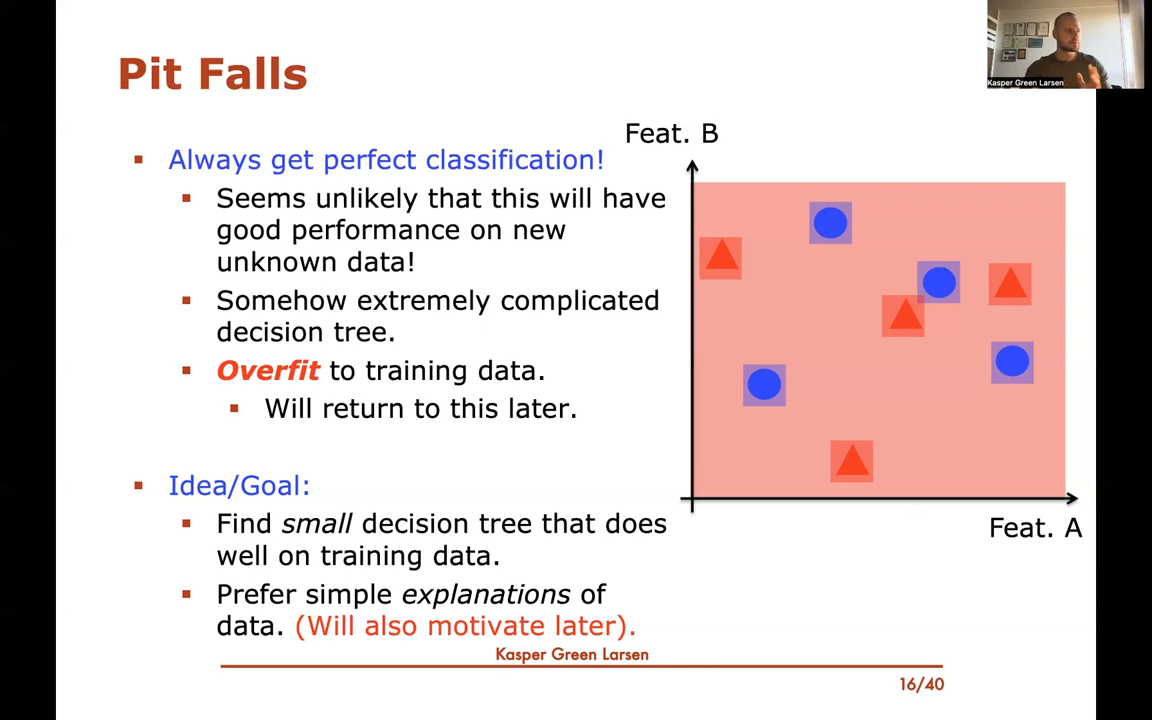 Pit Falls
Kasper Green Larsen
Feat. B
▪ Always get perfect classification!
▪ Seems unlikely that this will have
good performance on new
unknown data!
▪ Somehow extremely complicated
decision tree.
▪ Overfit to training data.
▪ Will return to this later.
▪ Idea/Goal:
▪ Find small decision tree that does
well on training data.
▪ Prefer simple explanations of
data. (Will also motivate later).
Feat. A
Kasper Green Larsen
16/40